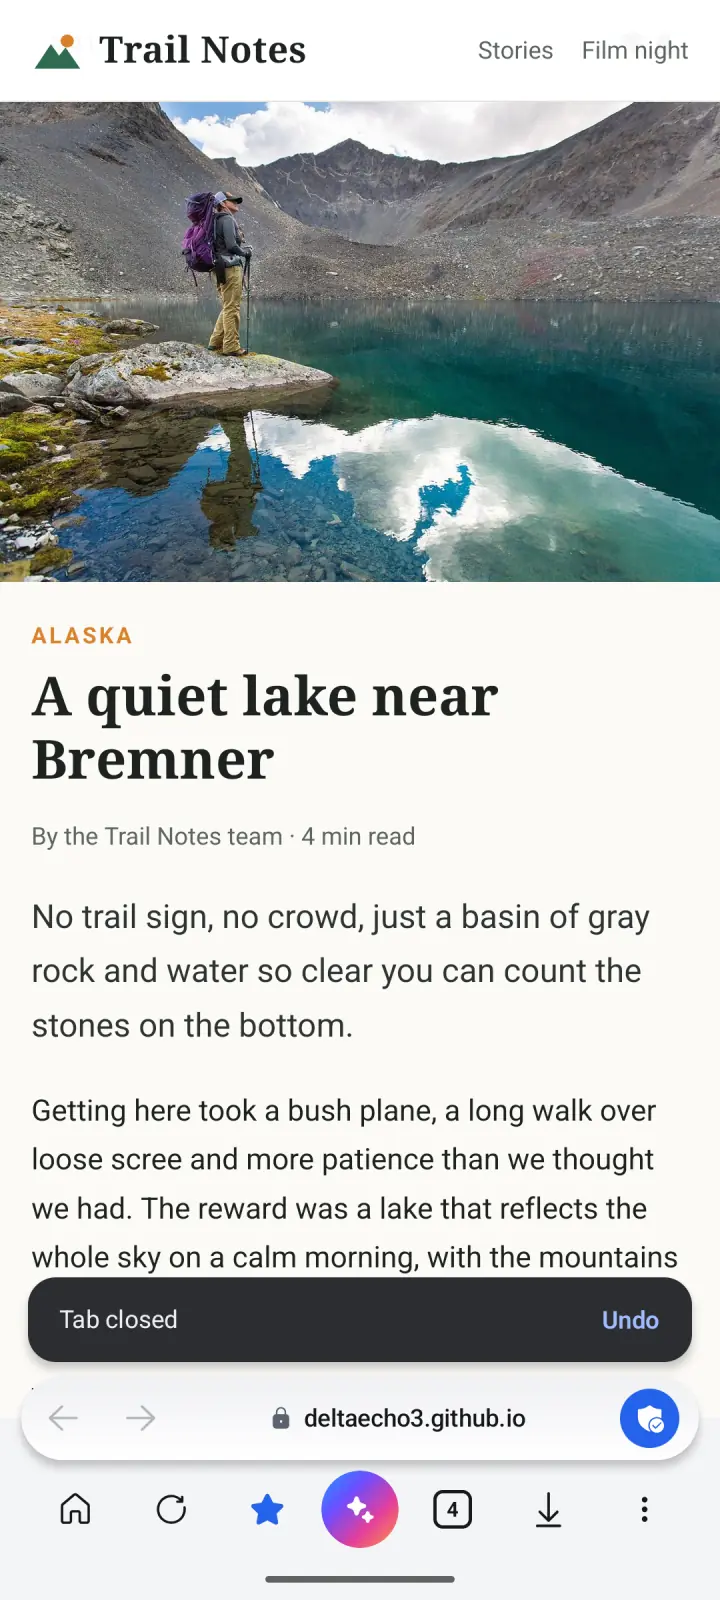 Trail Notes
Stories Film night
ALASKA
A quiet lake near
Bremner
By the Trail Notes team · 4 min read
No trail sign, no crowd, just a basin of gray
rock and water so clear you can count the
stones on the bottom.
Getting here took a bush plane, a long walk over
loose scree and more patience than we thought
we had. The reward was a lake that reflects the
whole sky on a calm morning, with the mountains
Tab closed Undo
deltaecho3.github.io
4